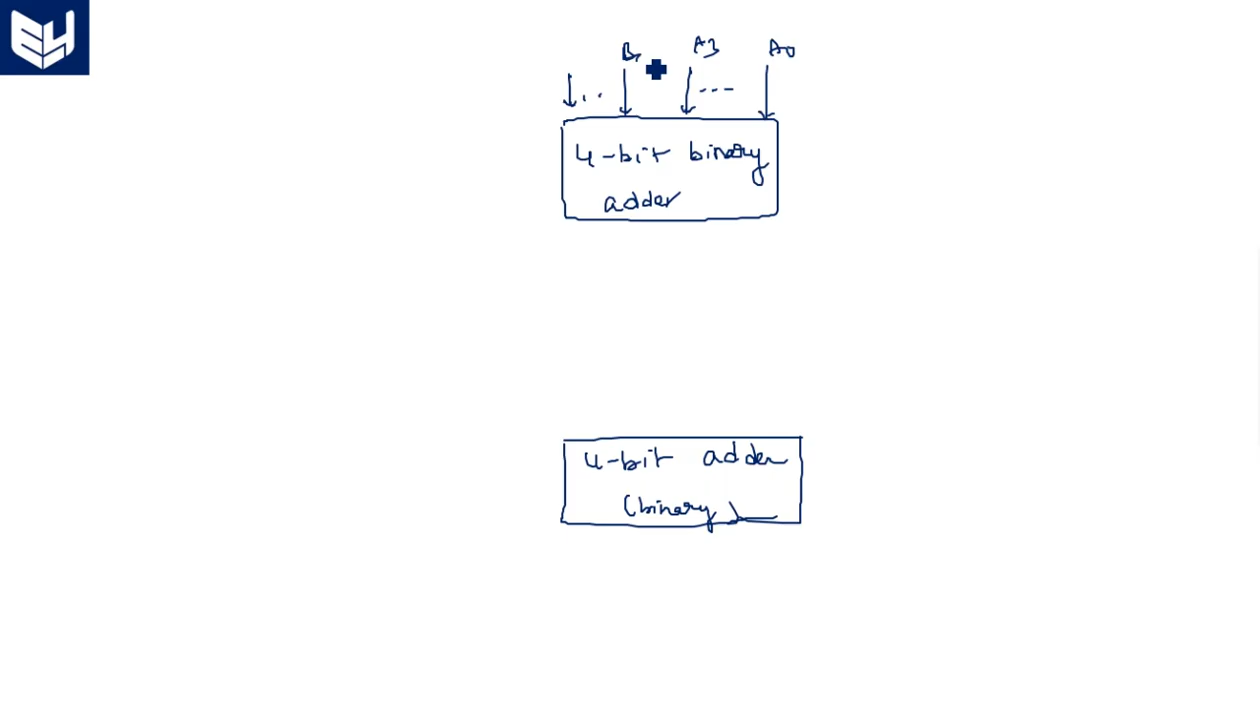 A3 A0
4-bit binary
adder
4-bit adder
(binary)